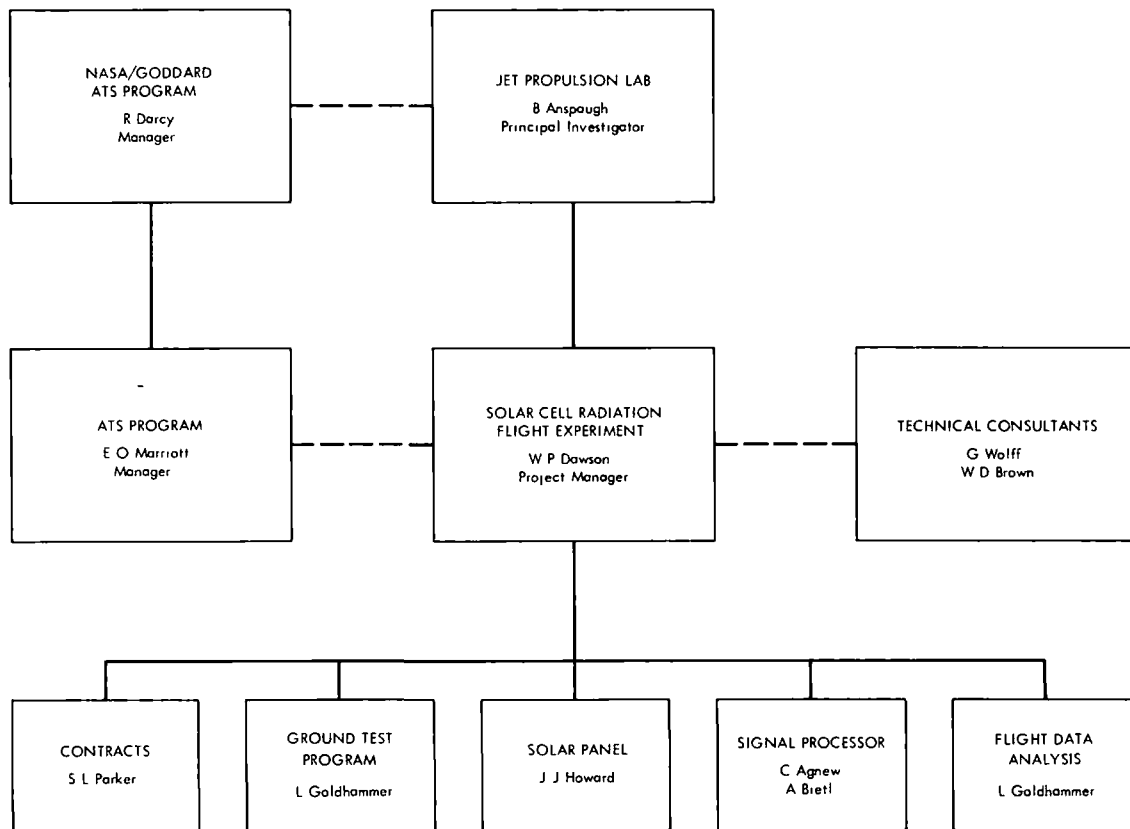 NASA/GODDARD
ATS PROGRAM
R Darcy
Manager
JET PROPULSION LAB
B Anspaugh
Principal Investigator
ATS PROGRAM
E O Marriott
Manager
SOLAR CELL RADIATION
FLIGHT EXPERIMENT
W P Dawson
Project Manager
TECHNICAL CONSULTANTS
G Wolff
W D Brown
CONTRACTS
S L Parker
GROUND TEST
PROGRAM
L Goldhammer
SOLAR PANEL
J J Howard
SIGNAL PROCESSOR
C Agnew
A Bietl
FLIGHT DATA
ANALYSIS
L Goldhammer